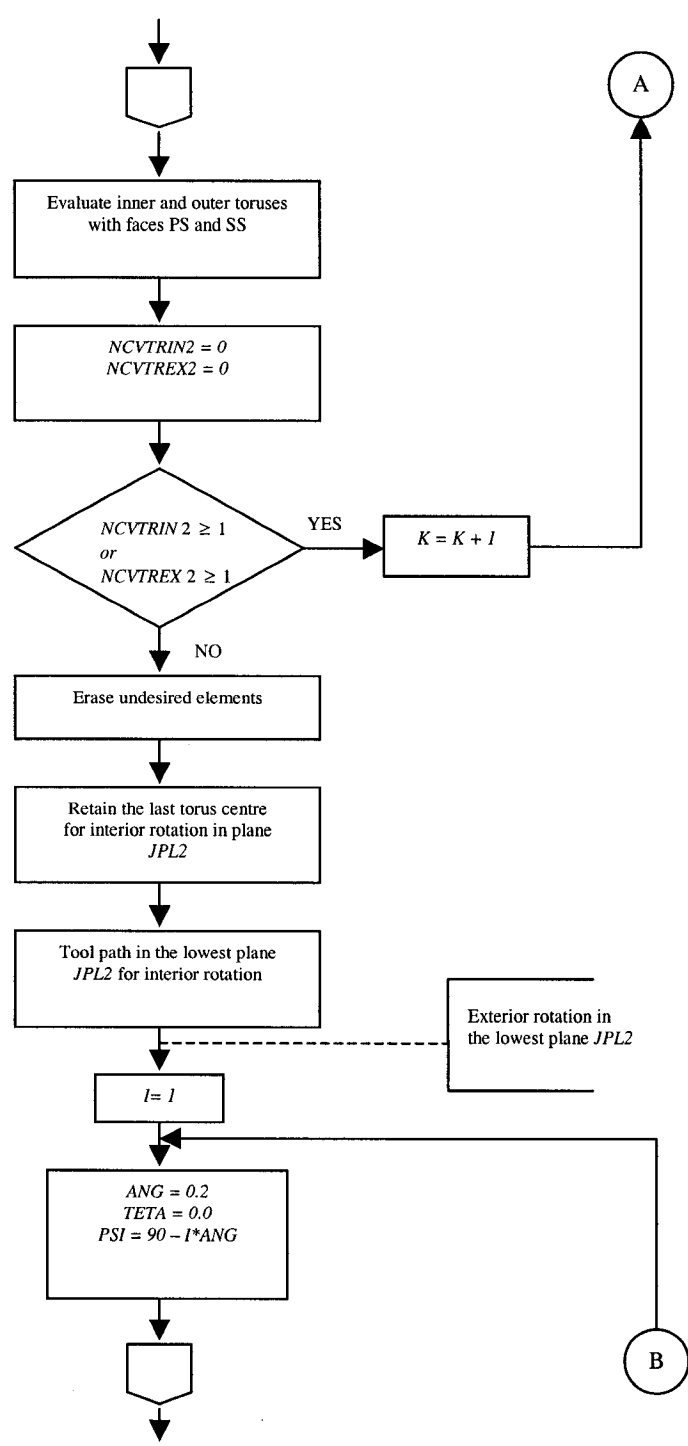 A
Evaluate inner and outer toruses
with faces PS and SS
NCVTRIN2 = 0
NCVTREX2 = 0
NCVTRIN 2 ≥ 1
or
NCVTREX 2 ≥ 1
YES
K = K + 1
NO
Erase undesired elements
Retain the last torus centre
for interior rotation in plane
JPL2
Tool path in the lowest plane
JPL2 for interior rotation
Exterior rotation in
the lowest plane JPL2
I= 1
ANG = 0.2
TETA = 0.0
PSI = 90 – I*ANG
B